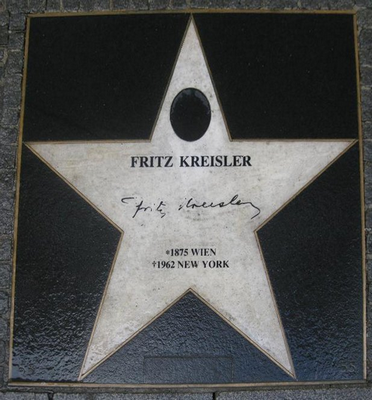 FRITZ KREISLER
Fritz Kreisler
*1875 WIEN
†1962 NEW YORK